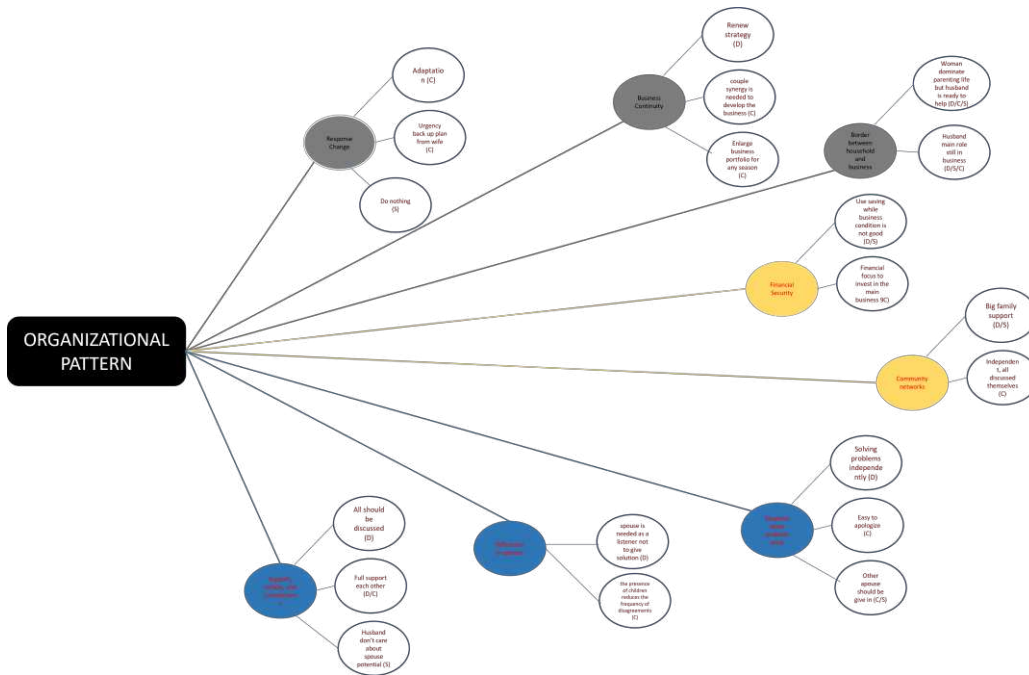 Renew
strategy
(D)
Adaptatio
n (C)
Woman
dominate
parenting life
but husband
is ready to
help (D/C/S)
couple
synergy is
needed to
develop the
business (C)
Business
Continuity
Urgency
back up plan
from wife
(C)
Response
Change
Border
between
household
and
business
Husband
main role
still in
business
(D/S/C)
Enlarge
business
portfolio for
any season
(C)
Do nothing
(S)
Use saving
while
business
condition is
not good
(D/S)
Financial
Security
Financial
focus to
invest in the
main
business 9C)
Big family
support
(D/S)
ORGANIZATIONAL
PATTERN
Community
networks
Independen
t, all
discussed
themselves
(C)
Solving
problems
independe
ntly (D)
All should
be
discussed
(D)
Easy to
apologize
(C)
spouse is
needed as a
listener not
to give
solution (D)
Full support
each other
(D/C)
the presence
of children
reduces the
frequency of
disagreements
(C)
Other
spouse
should be
give in (C/S)
Husband
don't care
about
spouse
potential (S)